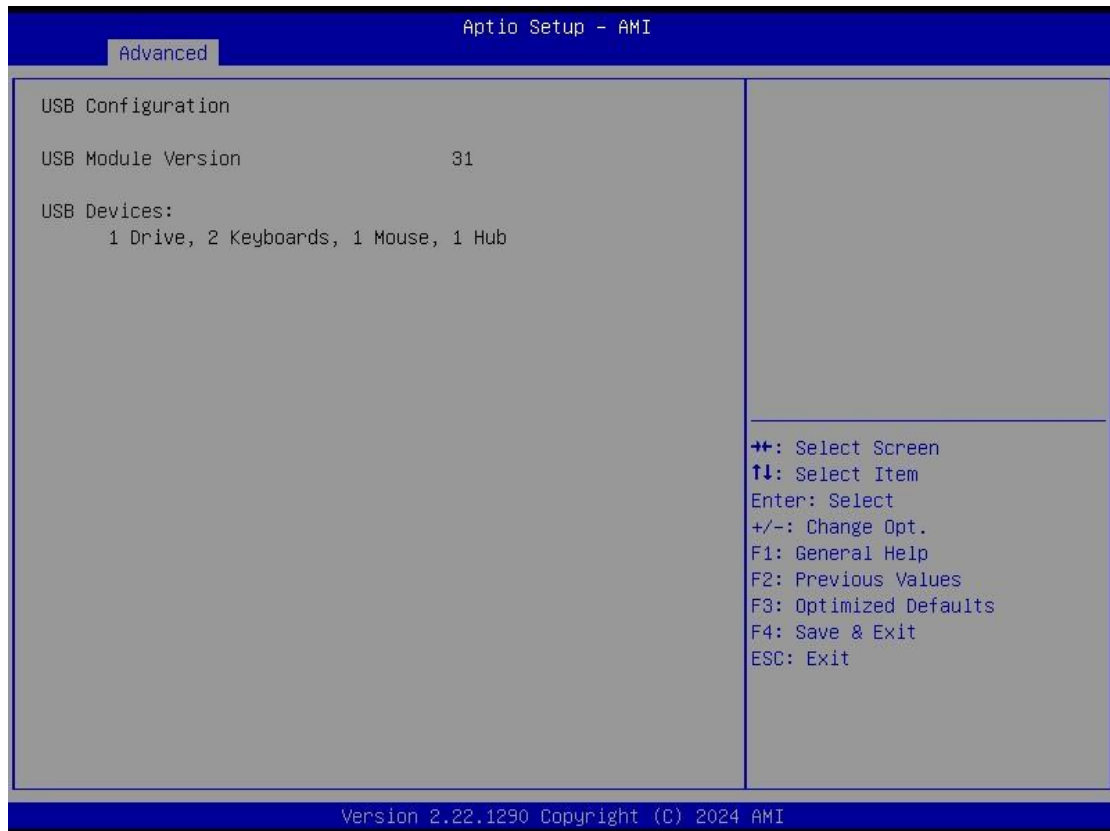 Aptio Setup - AMI
Advanced
USB Configuration
USB Module Version 31
USB Devices:
1 Drive, 2 Keyboards, 1 Mouse, 1 Hub
→←: Select Screen
↑↓: Select Item
Enter: Select
+/-: Change Opt.
F1: General Help
F2: Previous Values
F3: Optimized Defaults
F4: Save & Exit
ESC: Exit
Version 2.22.1290 Copyright (C) 2024 AMI